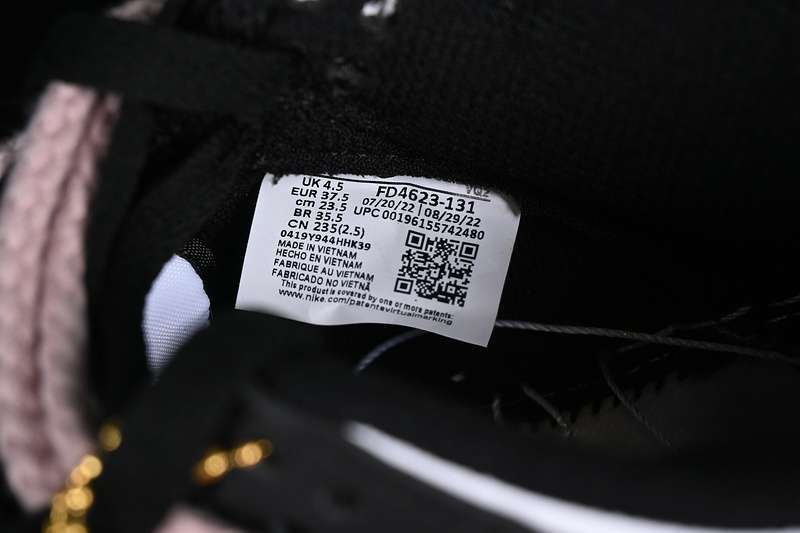 VQZ
UK 4.5
EUR 37.5
cm 23.5
BR 35.5
CN 235(2.5)
FD4623-131
07/20/22 | 08/29/22
UPC 00196155742480
0419Y944HHK39
MADE IN VIETNAM
HECHO EN VIETNAM
FABRIQUE AU VIETNAM
FABRICADO NO VIETNÃ
This product is covered by one or more patents:
www.nike.com/patentsvirtualmarking